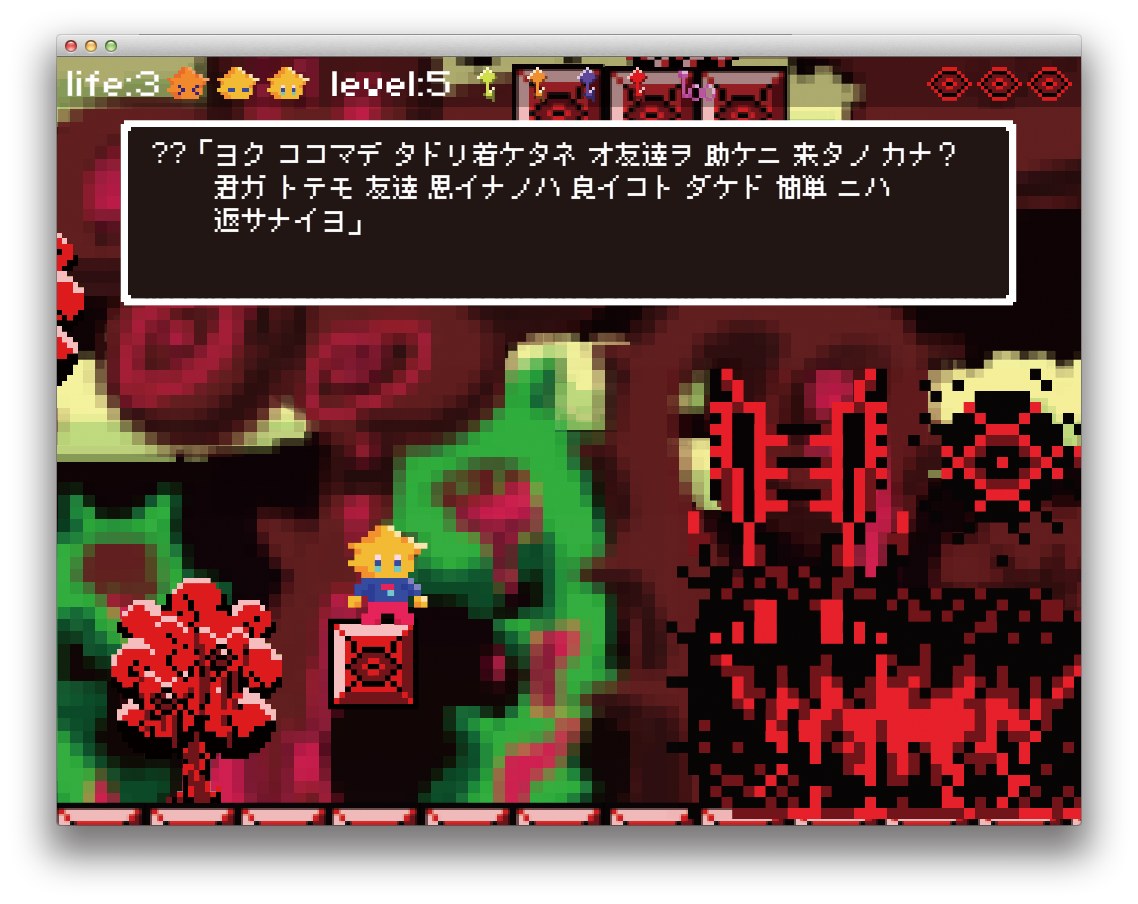 life:3
level:5
??「ヨク ココマデ タドリ着ケタネ オ友達ヲ 助ケニ 来タノ カナ?
君ガ トテモ 友達 思イナノハ 良イコト ダケド 簡単 ニハ
返サナイヨ」